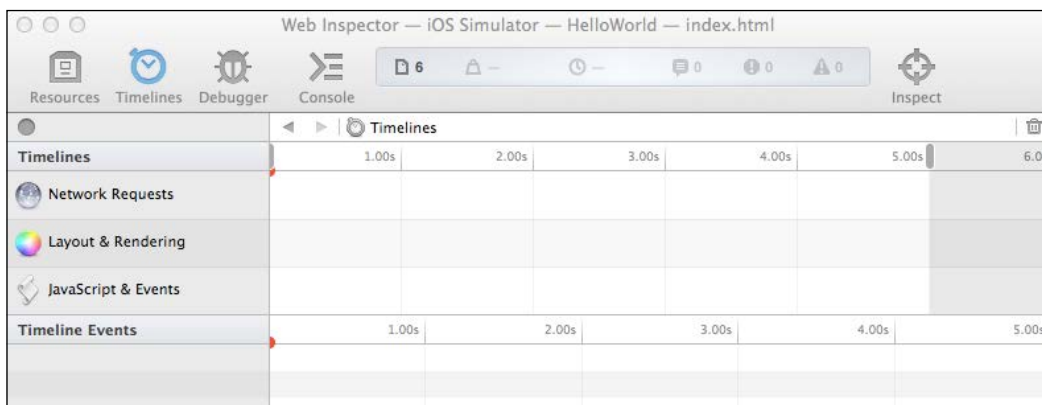 Web Inspector — iOS Simulator — HelloWorld — index.html
6 — — 0 0 0
Resources Timelines Debugger Console Inspect
Timelines
Timelines 1.00s 2.00s 3.00s 4.00s 5.00s 6.0
Network Requests
Layout & Rendering
JavaScript & Events
Timeline Events 1.00s 2.00s 3.00s 4.00s 5.00s